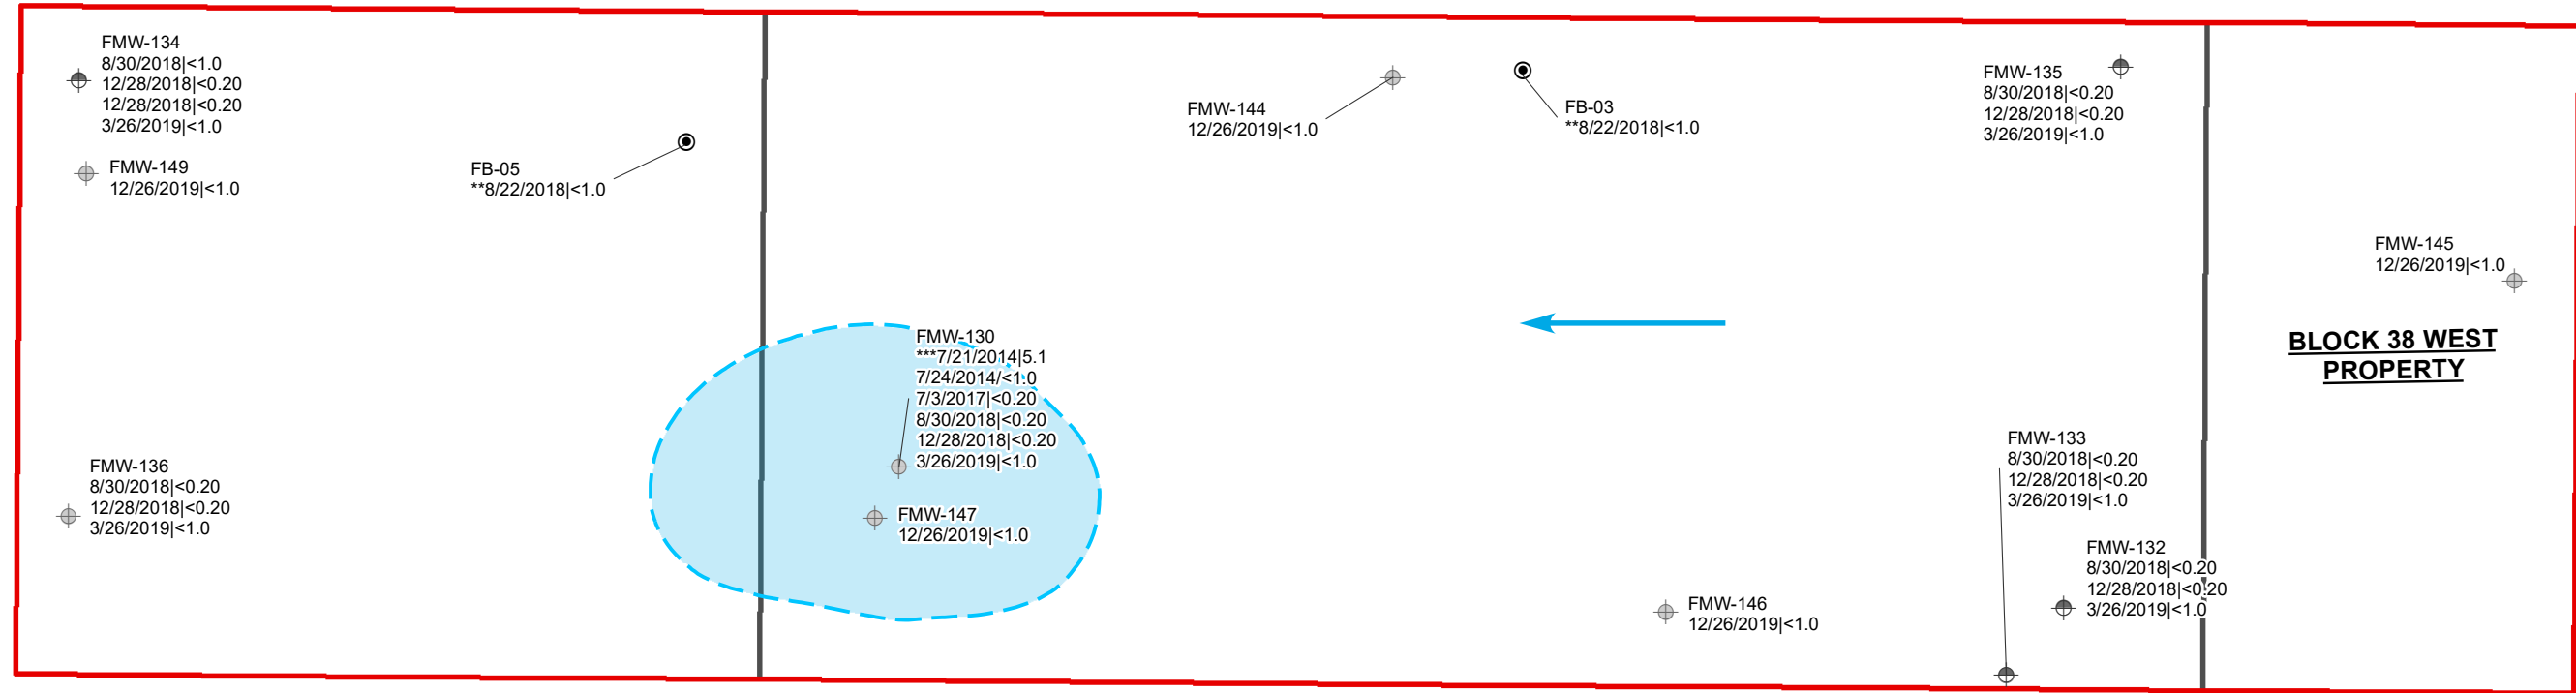 FMW-134
8/30/2018|<1.0
12/28/2018|<0.20
12/28/2018|<0.20
3/26/2019|<1.0
FMW-149
12/26/2019|<1.0
FB-05
**8/22/2018|<1.0
FMW-144
12/26/2019|<1.0
FB-03
**8/22/2018|<1.0
FMW-135
8/30/2018|<0.20
12/28/2018|<0.20
3/26/2019|<1.0
FMW-145
12/26/2019|<1.0
BLOCK 38 WEST
PROPERTY
FMW-130
***7/21/2014|5.1
7/24/2014/<1.0
7/3/2017|<0.20
8/30/2018|<0.20
12/28/2018|<0.20
3/26/2019|<1.0
FMW-147
12/26/2019|<1.0
FMW-136
8/30/2018|<0.20
12/28/2018|<0.20
3/26/2019|<1.0
FMW-133
8/30/2018|<0.20
12/28/2018|<0.20
3/26/2019|<1.0
FMW-132
8/30/2018|<0.20
12/28/2018|<0.20
3/26/2019|<1.0
FMW-146
12/26/2019|<1.0